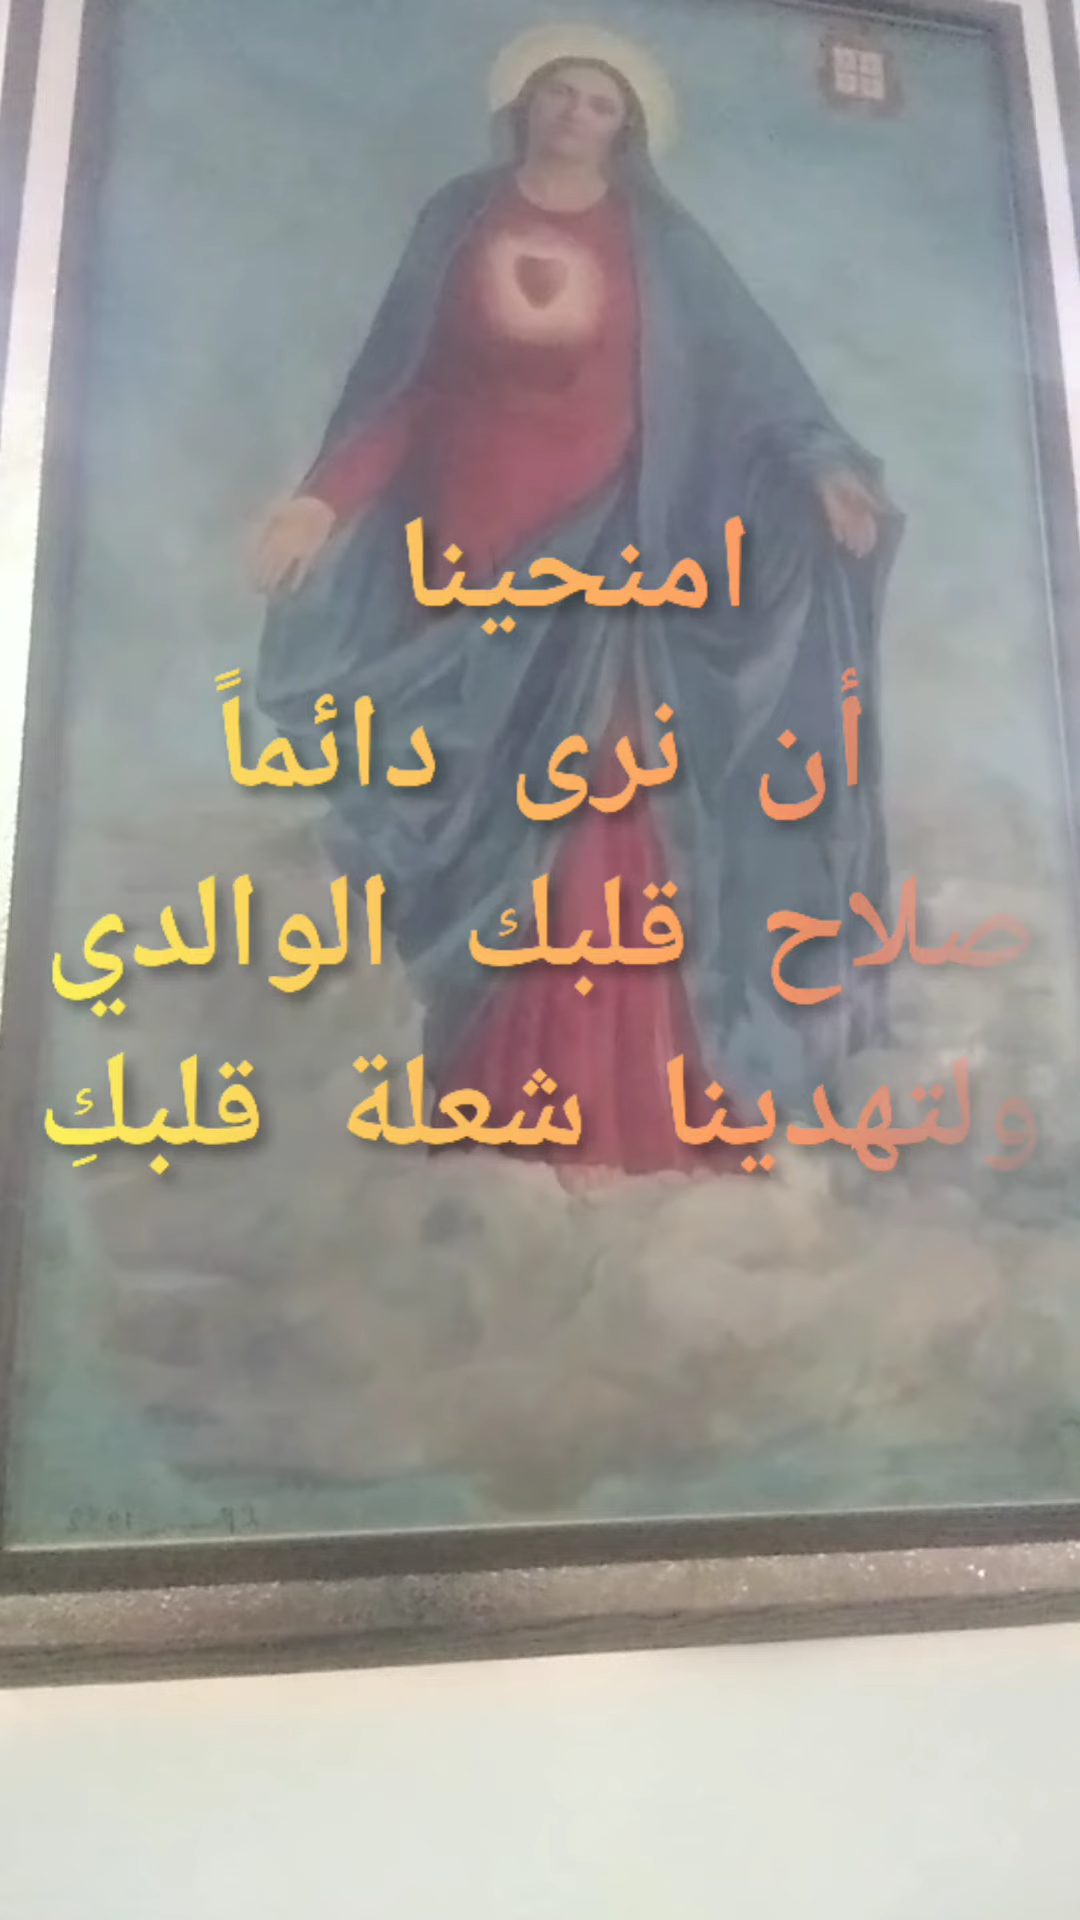 امنحينا
أن نرى دائماً
صلاح قلبك الوالدي
ولتهدينا شعلة قلبكِ